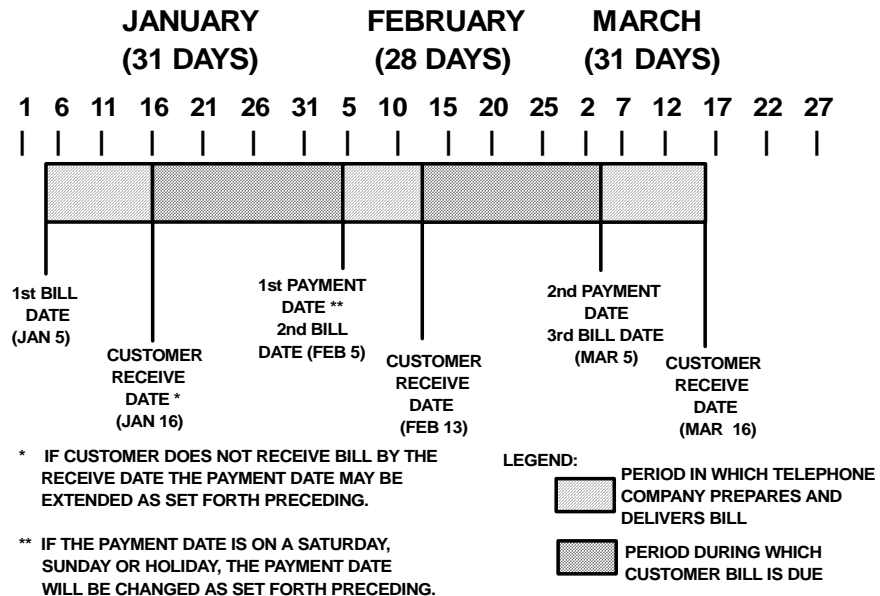 JANUARY FEBRUARY MARCH
(31 DAYS) (28 DAYS) (31 DAYS)
1 6 11 16 21 26 31 5 10 15 20 25 2 7 12 17 22 27
1st BILL
DATE
(JAN 5)
CUSTOMER
RECEIVE
DATE *
(JAN 16)
1st PAYMENT
DATE **
2nd BILL
DATE (FEB 5)
CUSTOMER
RECEIVE
DATE
(FEB 13)
2nd PAYMENT
DATE
3rd BILL DATE
(MAR 5)
CUSTOMER
RECEIVE
DATE
(MAR 16)
* IF CUSTOMER DOES NOT RECEIVE BILL BY THE
RECEIVE DATE THE PAYMENT DATE MAY BE
EXTENDED AS SET FORTH PRECEDING.
** IF THE PAYMENT DATE IS ON A SATURDAY,
SUNDAY OR HOLIDAY, THE PAYMENT DATE
WILL BE CHANGED AS SET FORTH PRECEDING.
LEGEND:
PERIOD IN WHICH TELEPHONE
COMPANY PREPARES AND
DELIVERS BILL
PERIOD DURING WHICH
CUSTOMER BILL IS DUE